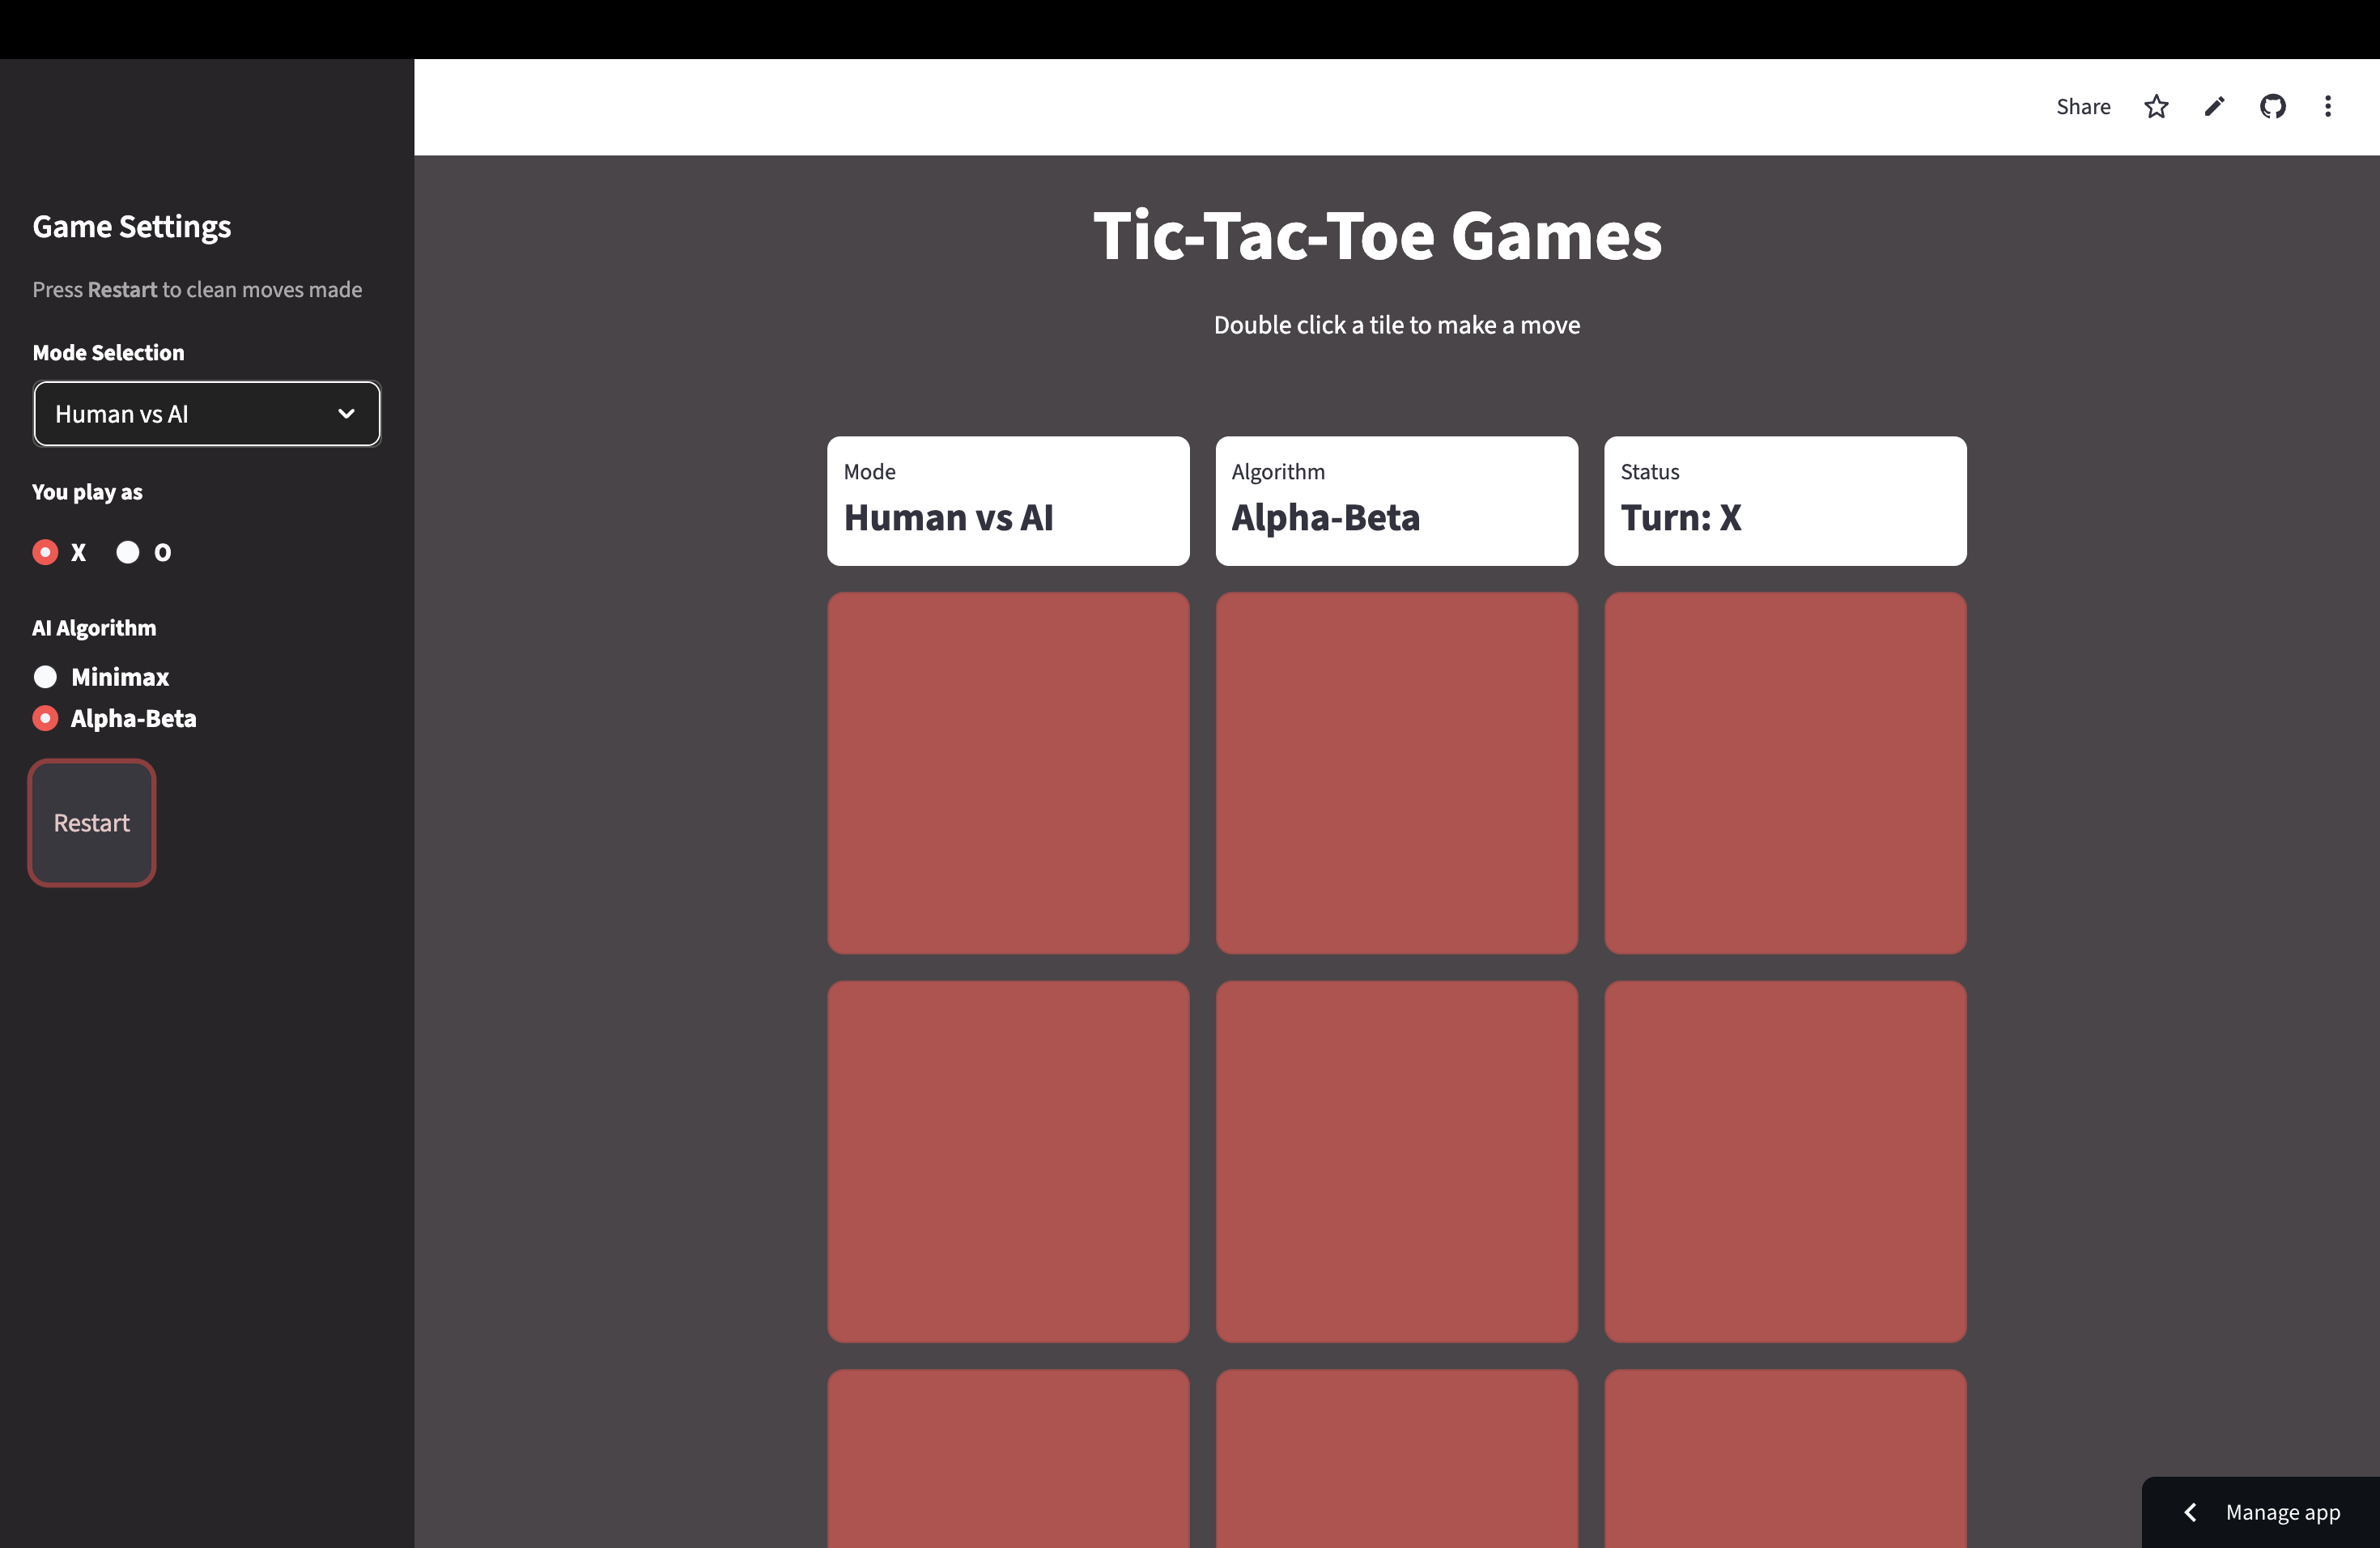 Share
Game Settings
Press Restart to clean moves made
Mode Selection
Human vs AI
You play as
X O
AI Algorithm
Minimax
Alpha-Beta
Restart
Tic-Tac-Toe Games
Double click a tile to make a move
Mode
Human vs AI
Algorithm
Alpha-Beta
Status
Turn: X
Manage app